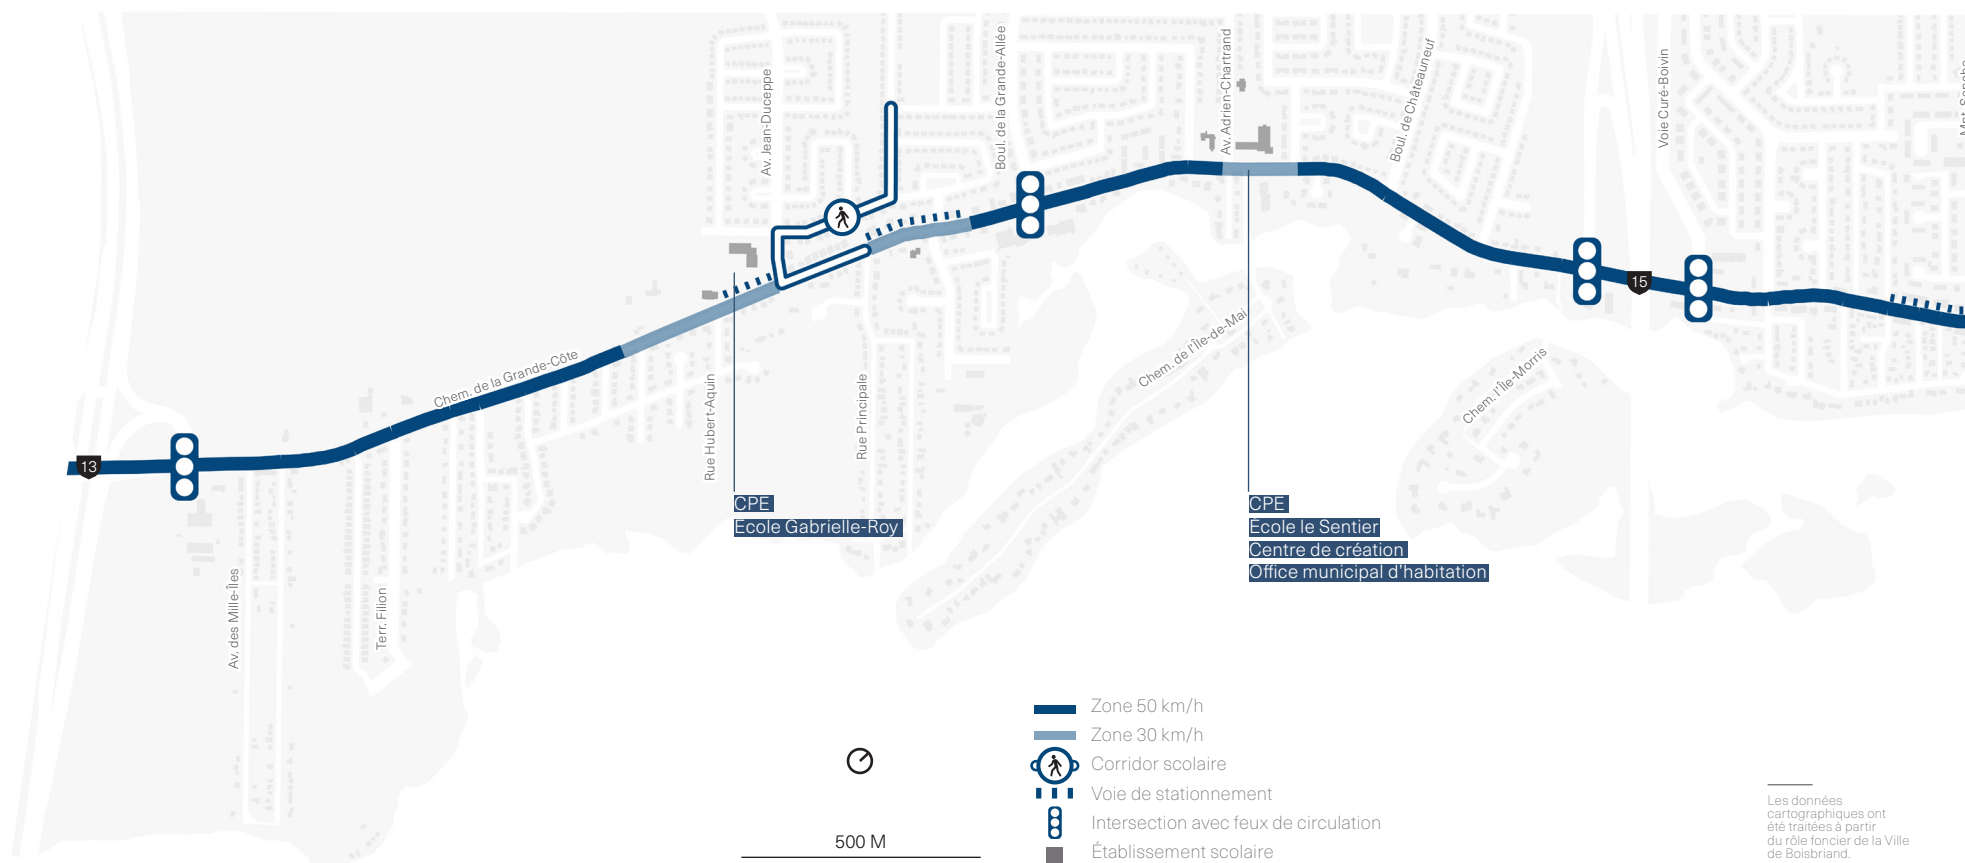 Av. Jean-Duceppe
Boul. de la Grande-Allée
Av. Adrien-Chartrand
Boul. de Châteauneuf
Voie Curé-Boivin
15
Chem. de la Grande-Côte
Chem. de l'Île-de-Mai
Chem. l'Île-Morris
Rue Hubert-Aquin
Rue Principale
13
CPE
École Gabrielle-Roy
CPE
École le Sentier
Centre de création
Office municipal d'habitation
Av. des Mille-Îles
Terr. Filion
Zone 50 km/h
Zone 30 km/h
Corridor scolaire
Voie de stationnement
Intersection avec feux de circulation
Établissement scolaire
500 M
Les données
cartographiques ont
été traitées à partir
du rôle foncier de la Ville
de Boisbriand.